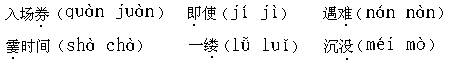 入场券（quàn juàn） 即使（jí jì） 遇难（nán nàn）
霎时间（shà chà） 一缕（lǚ luǐ） 沉没（méi mò）